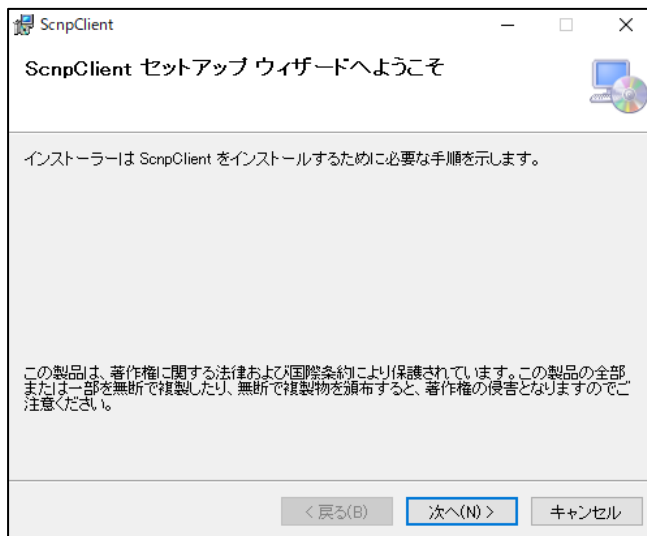 ScnpClient
ScnpClient セットアップ ウィザードへようこそ
インストーラーは ScnpClient をインストールするために必要な手順を示します。
この製品は、著作権に関する法律および国際条約により保護されています。この製品の全部
または一部を無断で複製したり、無断で複製物を頒布すると、著作権の侵害となりますのでご
注意ください。
< 戻る(B)
次へ(N) >
キャンセル